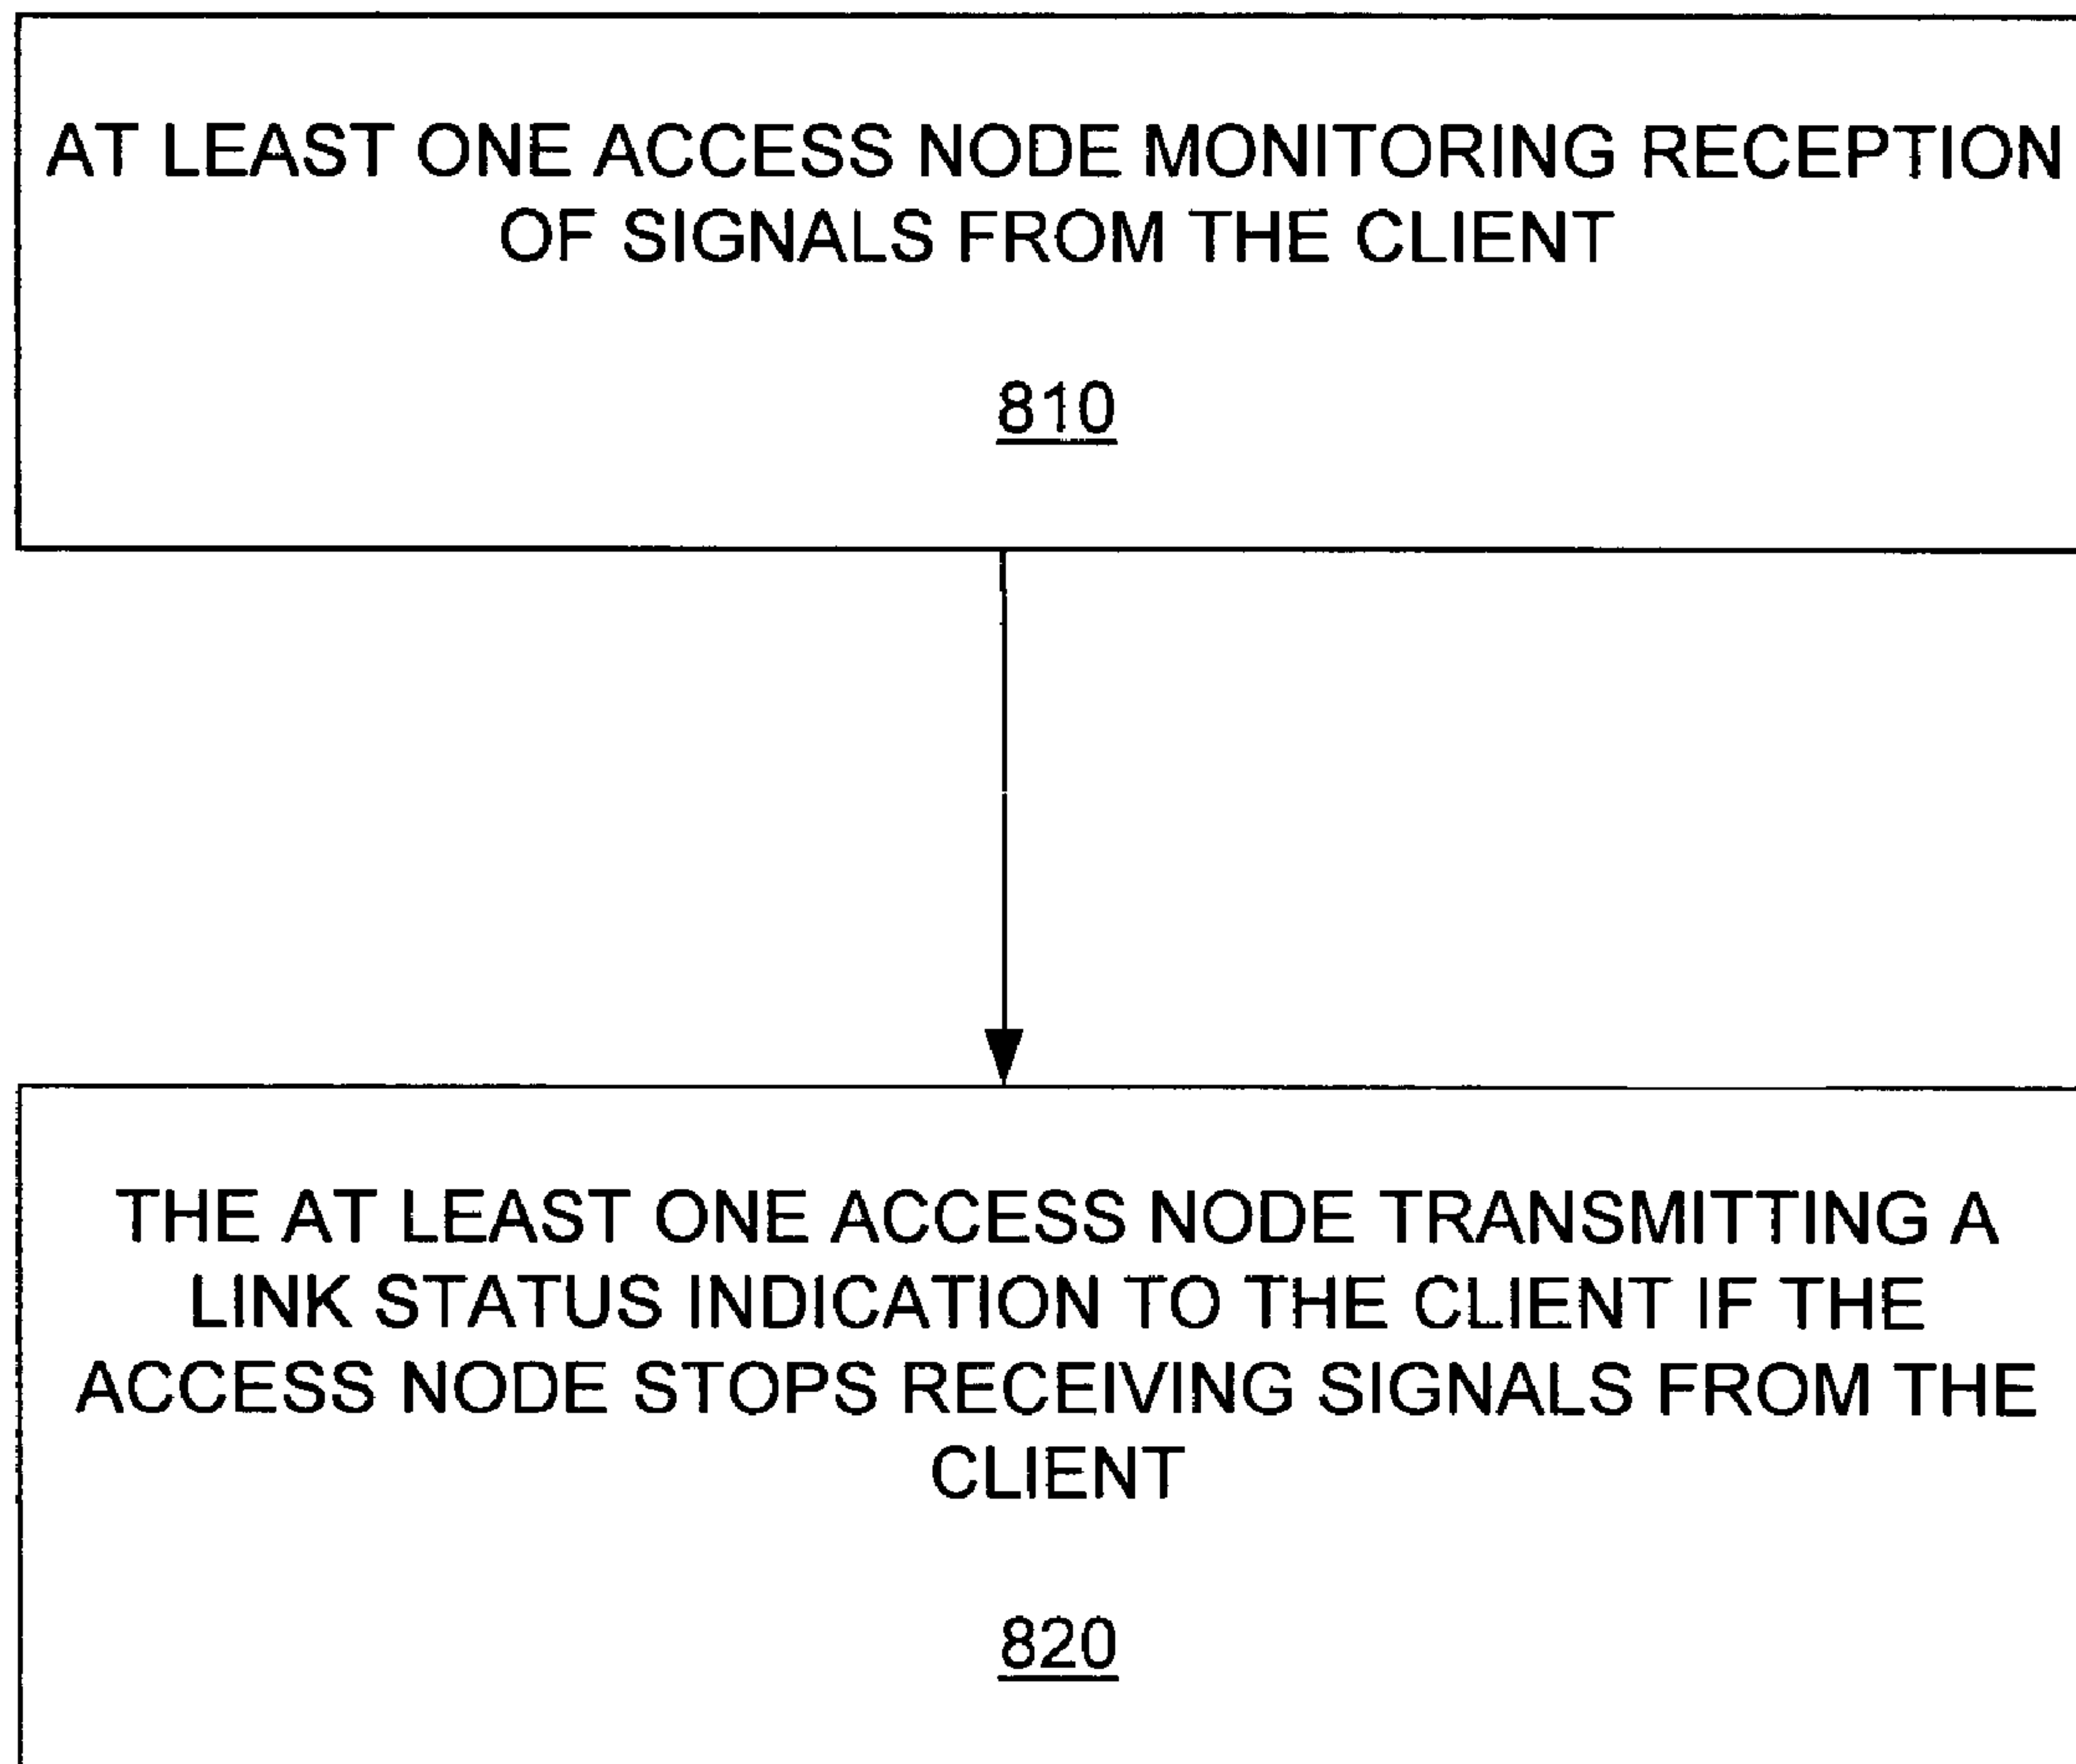 AT LEAST ONE ACCESS NODE MONITORING RECEPTION
OF SIGNALS FROM THE CLIENT
810
THE AT LEAST ONE ACCESS NODE TRANSMITTING A
LINK STATUS INDICATION TO THE CLIENT IF THE
ACCESS NODE STOPS RECEIVING SIGNALS FROM THE
CLIENT
820